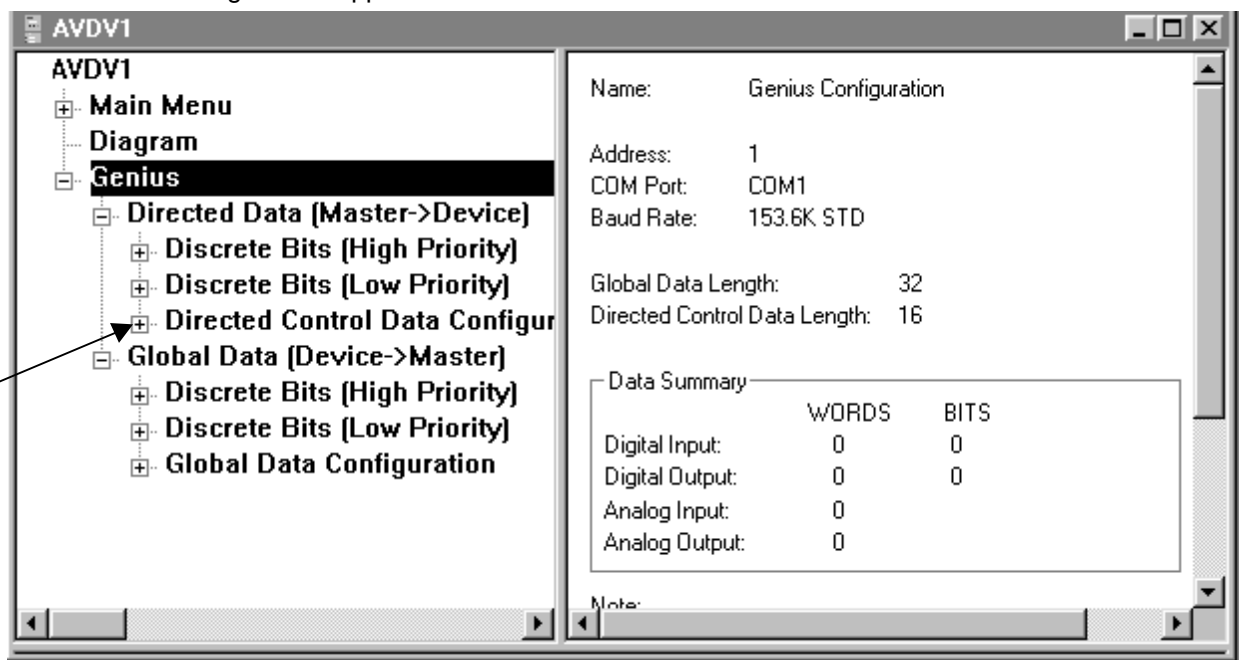 AVDV1
AVDV1
Main Menu
Diagram
Genius
Directed Data (Master->Device)
Discrete Bits (High Priority)
Discrete Bits (Low Priority)
Directed Control Data Configur
Global Data (Device->Master)
Discrete Bits (High Priority)
Discrete Bits (Low Priority)
Global Data Configuration
Name: Genius Configuration
Address: 1
COM Port: COM1
Baud Rate: 153.6K STD
Global Data Length: 32
Directed Control Data Length: 16
Data Summary
WORDS BITS
Digital Input: 0 0
Digital Output: 0 0
Analog Input: 0
Analog Output: 0
Note: